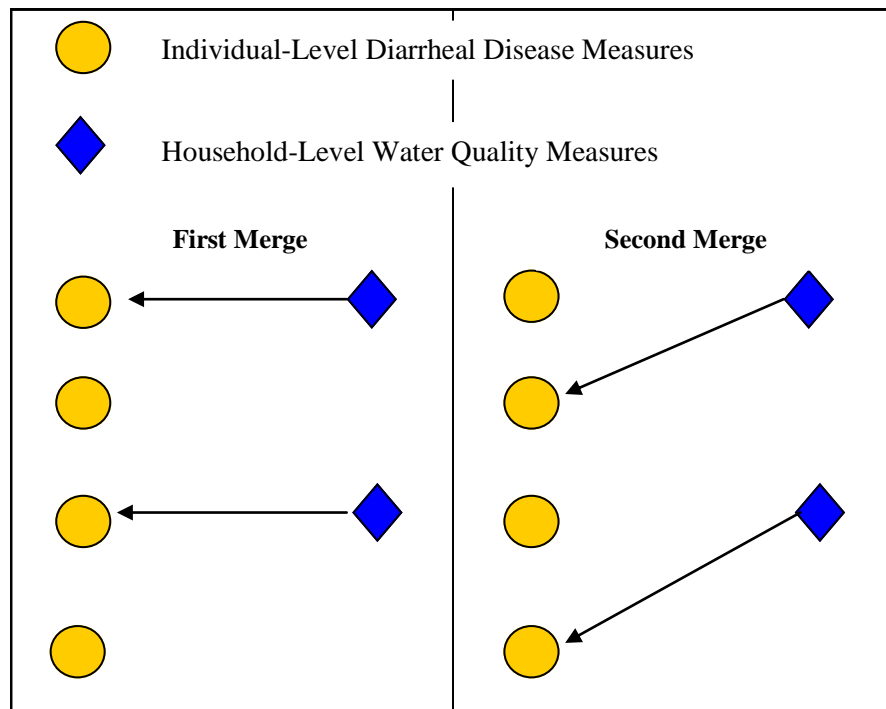 Individual-Level Diarrheal Disease Measures
Household-Level Water Quality Measures
First Merge
Second Merge